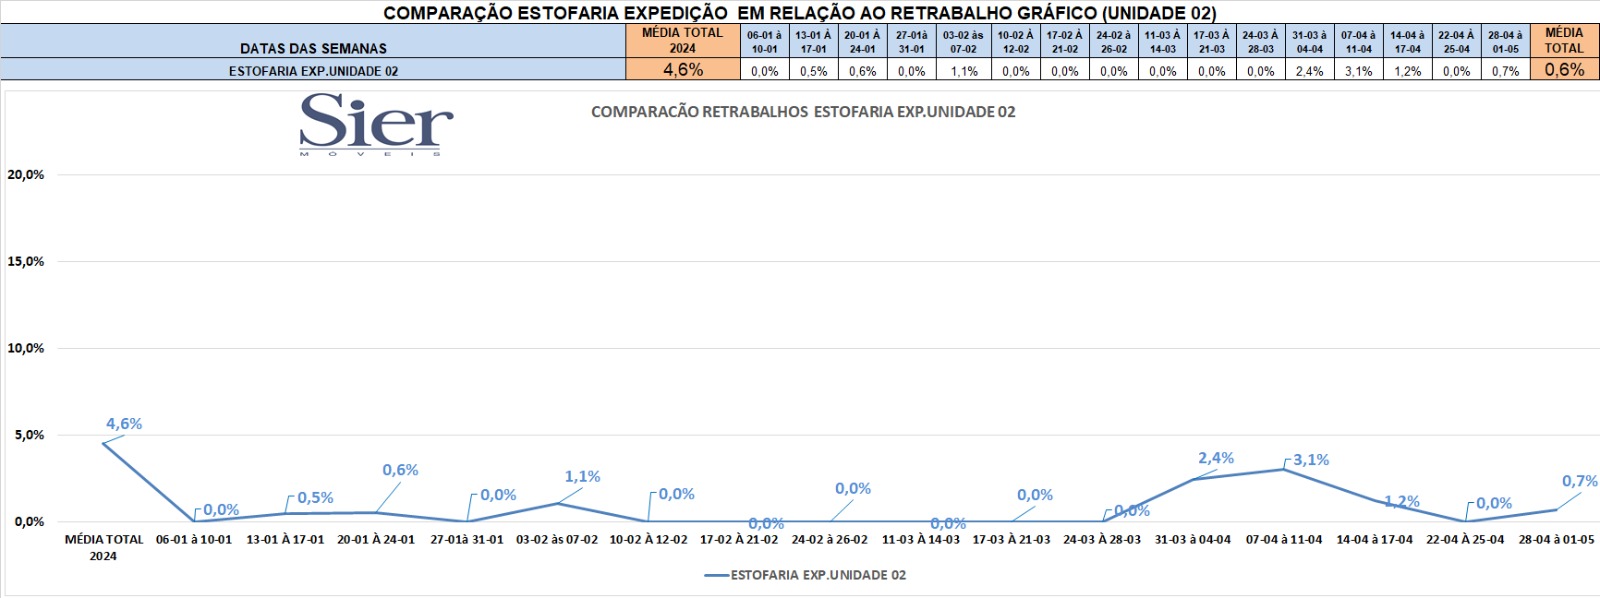 COMPARAÇÃO ESTOFARIA EXPEDIÇÃO EM RELAÇÃO AO RETRABALHO GRÁFICO (UNIDADE 02)
DATAS DAS SEMANAS
MÉDIA TOTAL
2024
06-01 à
10-01
13-01 À
17-01
20-01 À
24-01
27-01à
31-01
03-02 às
07-02
10-02 À
12-02
17-02 À
21-02
24-02 à
26-02
11-03 À
14-03
17-03 À
21-03
24-03 À
28-03
31-03 à
04-04
07-04 à
11-04
14-04 à
17-04
22-04 À
25-04
28-04 à
01-05
MÉDIA
TOTAL
ESTOFARIA EXP.UNIDADE 02 4,6% 0,0% 0,5% 0,6% 0,0% 1,1% 0,0% 0,0% 0,0% 0,0% 0,0% 0,0% 2,4% 3,1% 1,2% 0,0% 0,7% 0,6%
Sier
MÓVEIS
COMPARACÃO RETRABALHOS ESTOFARIA EXP.UNIDADE 02
20,0%
15,0%
10,0%
5,0%
0,0%
4,6%
0,0%
0,5%
0,6%
0,0%
1,1%
0,0%
0,0%
0,0%
0,0%
0,0%
0,0%
2,4%
3,1%
1,2%
0,0%
0,7%
MÉDIA TOTAL
2024
06-01 à 10-01
13-01 À 17-01
20-01 À 24-01
27-01à 31-01
03-02 às 07-02
10-02 À 12-02
17-02 À 21-02
24-02 à 26-02
11-03 À 14-03
17-03 À 21-03
24-03 À 28-03
31-03 à 04-04
07-04 à 11-04
14-04 à 17-04
22-04 À 25-04
28-04 à 01-05
ESTOFARIA EXP.UNIDADE 02